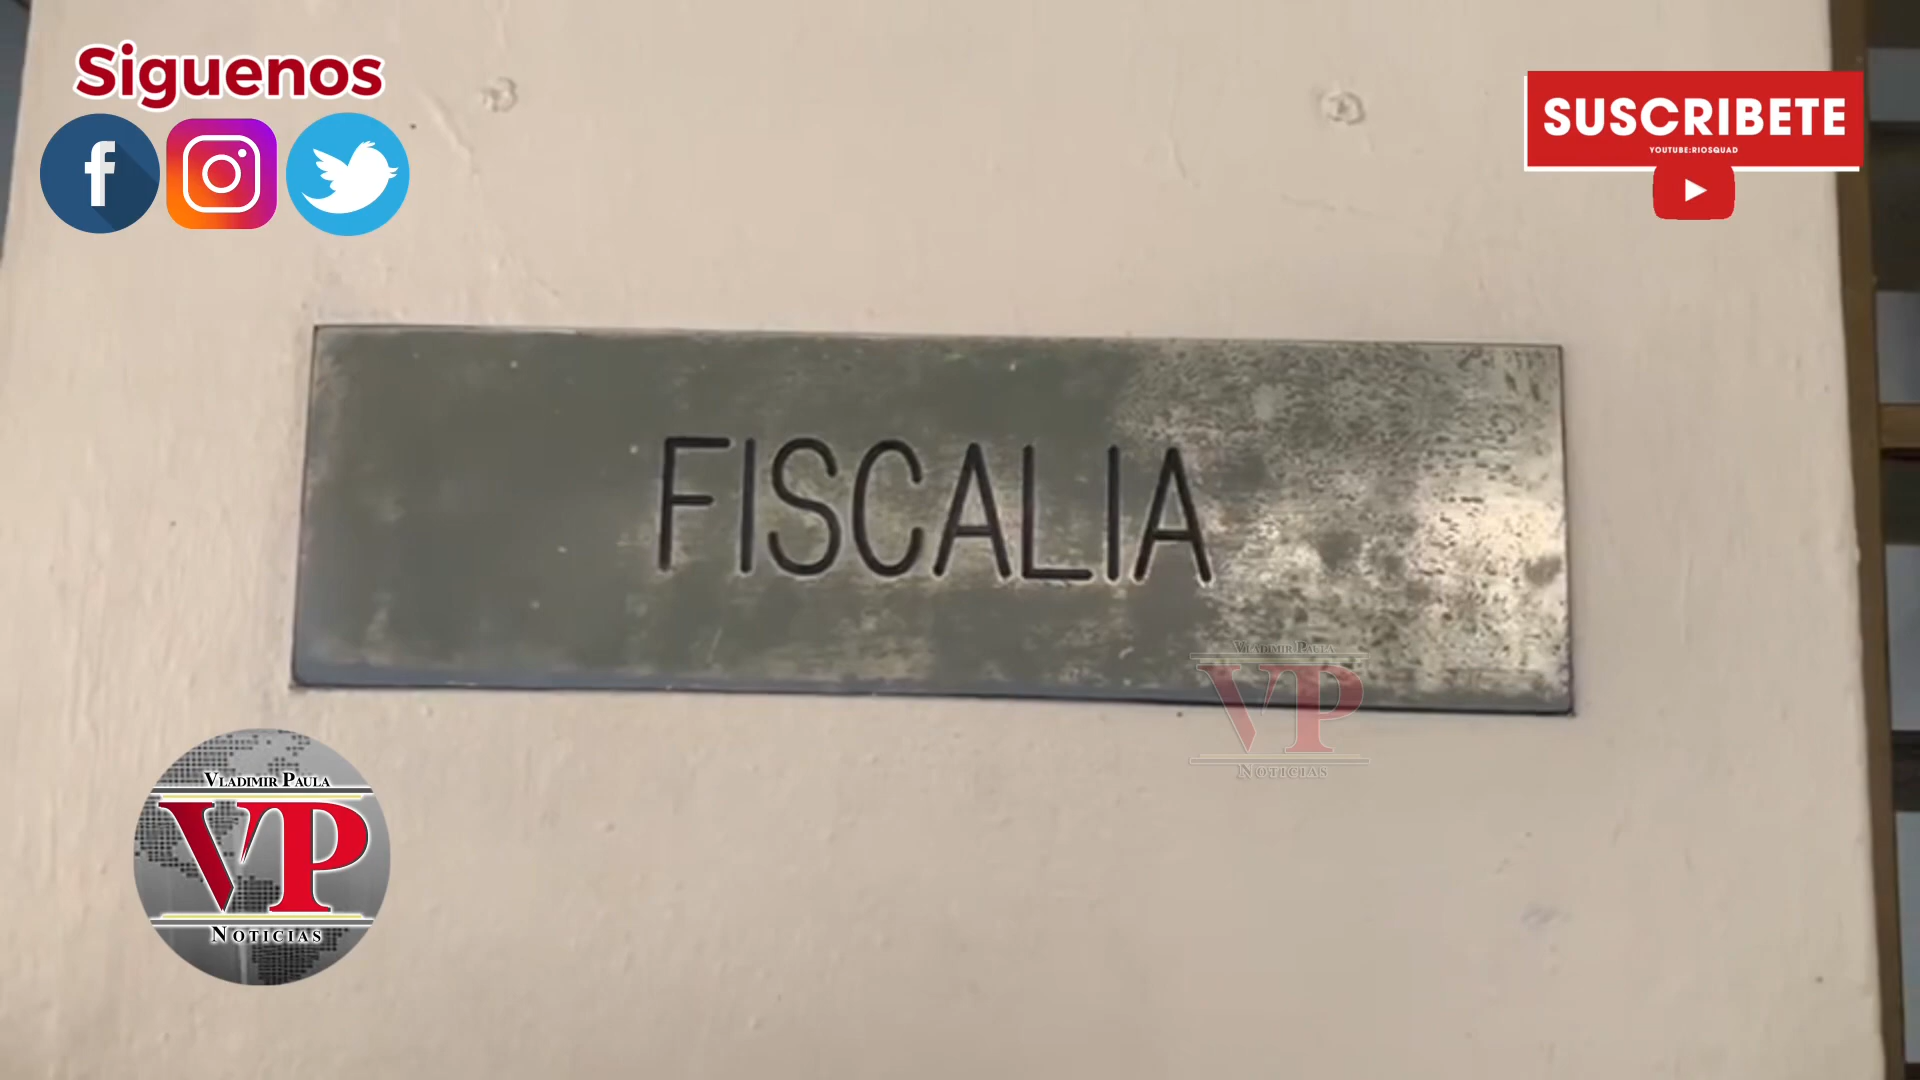 Siguenos
SUSCRIBETE
YOUTUBE:RIOSQUAD
FISCALIA
VLADIMIR PAULA
VP
NOTICIAS
VLADIMIR PAULA
VP
NOTICIAS